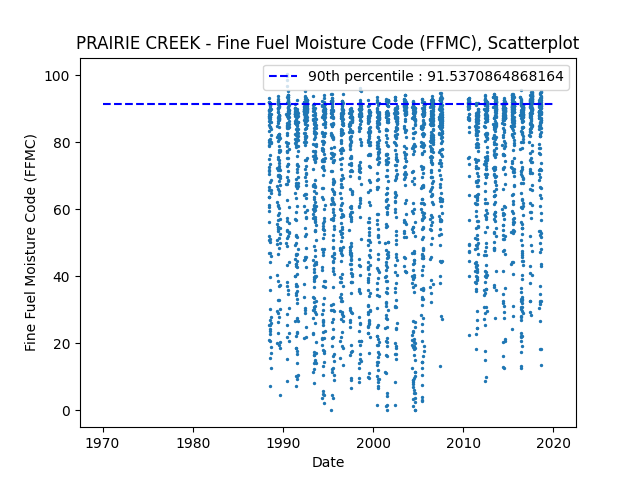 PRAIRIE CREEK - Fine Fuel Moisture Code (FFMC), Scatterplot
90th percentile : 91.5370864868164
Fine Fuel Moisture Code (FFMC)
100
80
60
40
20
0
1970 1980 1990 2000 2010 2020
Date